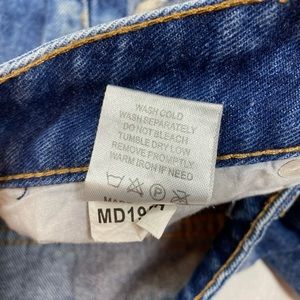 WASH COLD
WASH SEPARATELY
DO NOT BLEACH
TUMBLE DRY LOW
REMOVE PROMPTLY
WARM IRON IF NEED